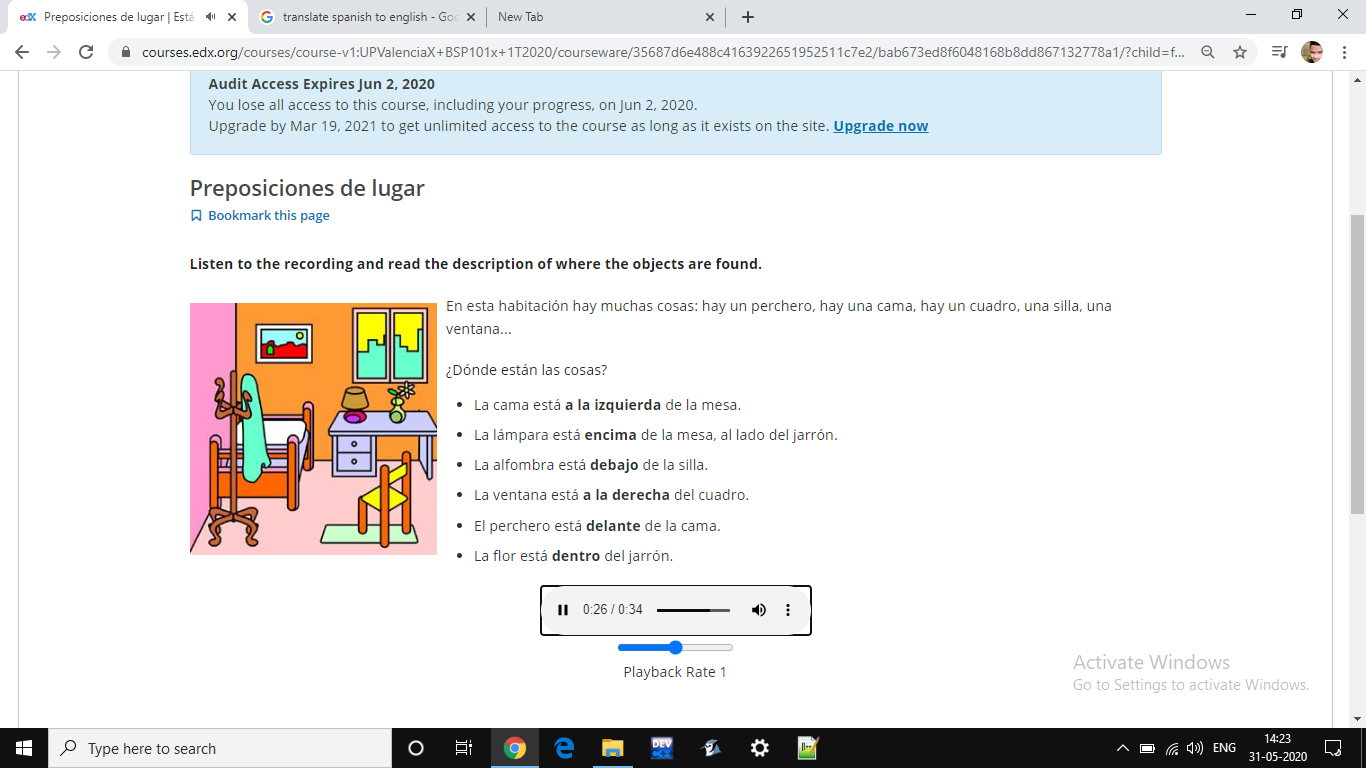 Preposiciones de lugar | Está
translate spanish to english - Goo
New Tab
courses.edx.org/courses/course-v1:UPValenciaX+BSP101x+1T2020/courseware/35687d6e488c4163922651952511c7e2/bab673ed8f6048168b8dd867132778a1/?child=f...
Audit Access Expires Jun 2, 2020
You lose all access to this course, including your progress, on Jun 2, 2020.
Upgrade by Mar 19, 2021 to get unlimited access to the course as long as it exists on the site. Upgrade now
Preposiciones de lugar
Bookmark this page
Listen to the recording and read the description of where the objects are found.
En esta habitación hay muchas cosas: hay un perchero, hay una cama, hay un cuadro, una silla, una
ventana...
¿Dónde están las cosas?
• La cama está a la izquierda de la mesa.
• La lámpara está encima de la mesa, al lado del jarrón.
• La alfombra está debajo de la silla.
• La ventana está a la derecha del cuadro.
• El perchero está delante de la cama.
• La flor está dentro del jarrón.
0:26 / 0:34
Playback Rate 1
Activate Windows
Go to Settings to activate Windows.
Type here to search
DEV
ENG
14:23
31-05-2020